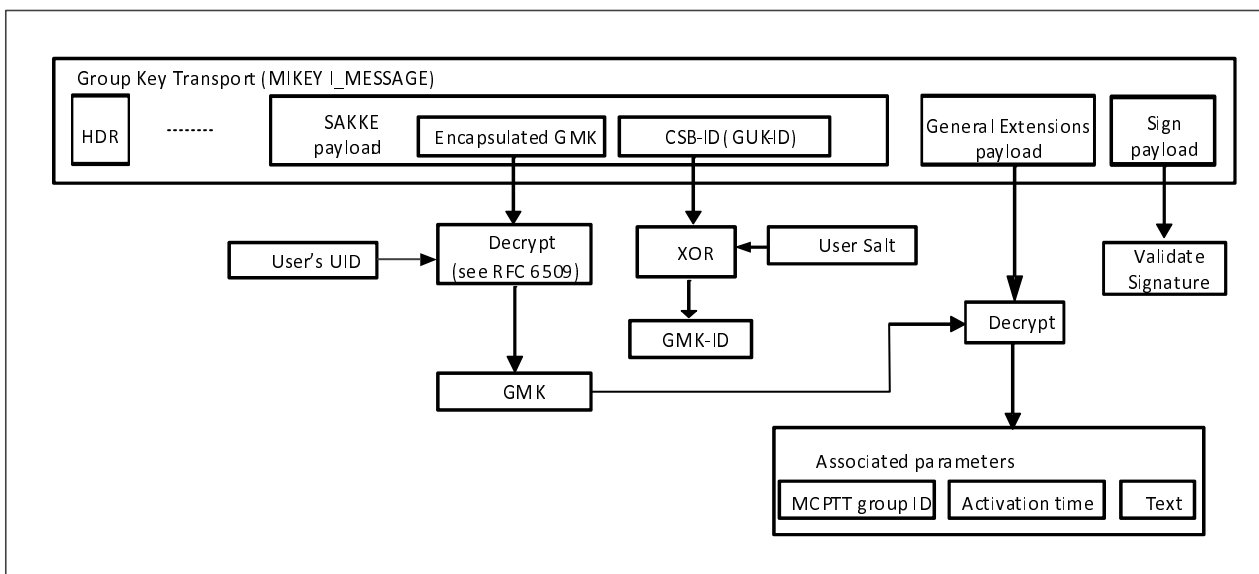 Group Key Transport (MIKEY I_MESSAGE)
HDR
--------
SAKKE
payload
Encapsulated GMK
CSB-ID (GUK-ID)
General Extensions
payload
Sign
payload
User's UID
Decrypt
(see RFC 6509)
XOR
User Salt
Validate
Signature
GMK-ID
Decrypt
GMK
Associated parameters
MCPTT group ID
Activation time
Text